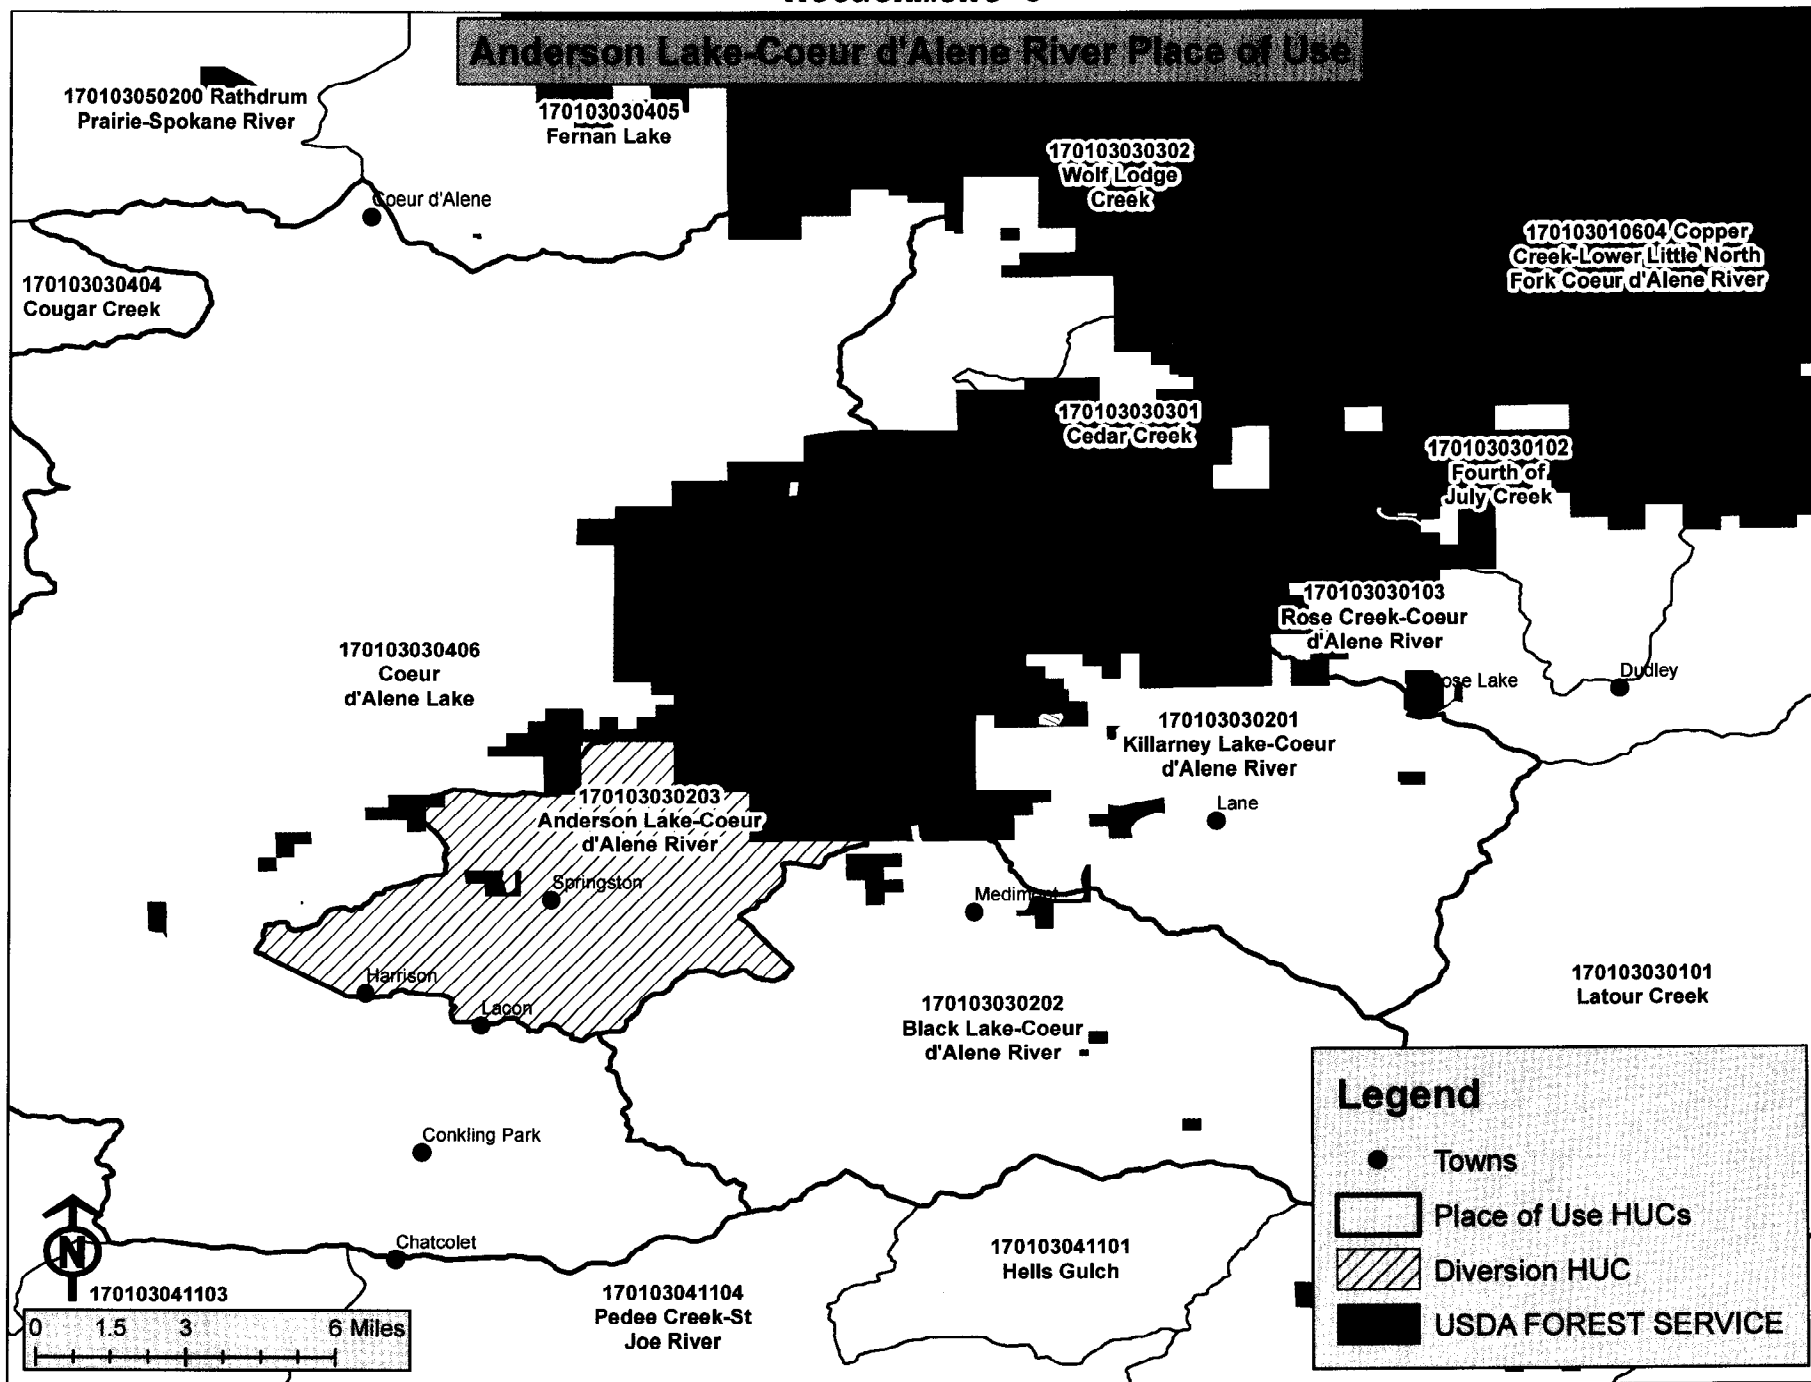 Anderson Lake-Coeur d'Alene River Place of Use
170103050200 Rathdrum
Prairie-Spokane River
170103030405
Fernan Lake
170103030302
Wolf Lodge
Creek
Coeur d'Alene
170103010604 Copper
Creek-Lower Little North
Fork Coeur d'Alene River
170103030404
Cougar Creek
170103030301
Cedar Creek
170103030102
Fourth of
July Creek
170103030103
Rose Creek-Coeur
d'Alene River
170103030406
Coeur
d'Alene Lake
Dudley
ose Lake
170103030201
Killarney Lake-Coeur
d'Alene River
170103030203
Anderson Lake-Coeur
d'Alene River
Lane
Springston
Medimont
Harrison
Lacon
170103030202
Black Lake-Coeur
d'Alene River
170103030101
Latour Creek
Conkling Park
Chatcolet
170103041101
Hells Gulch
170103041103
170103041104
Pedee Creek-St
Joe River
N
0 1.5 3 6 Miles
Legend
Towns
Place of Use HUCs
Diversion HUC
USDA FOREST SERVICE